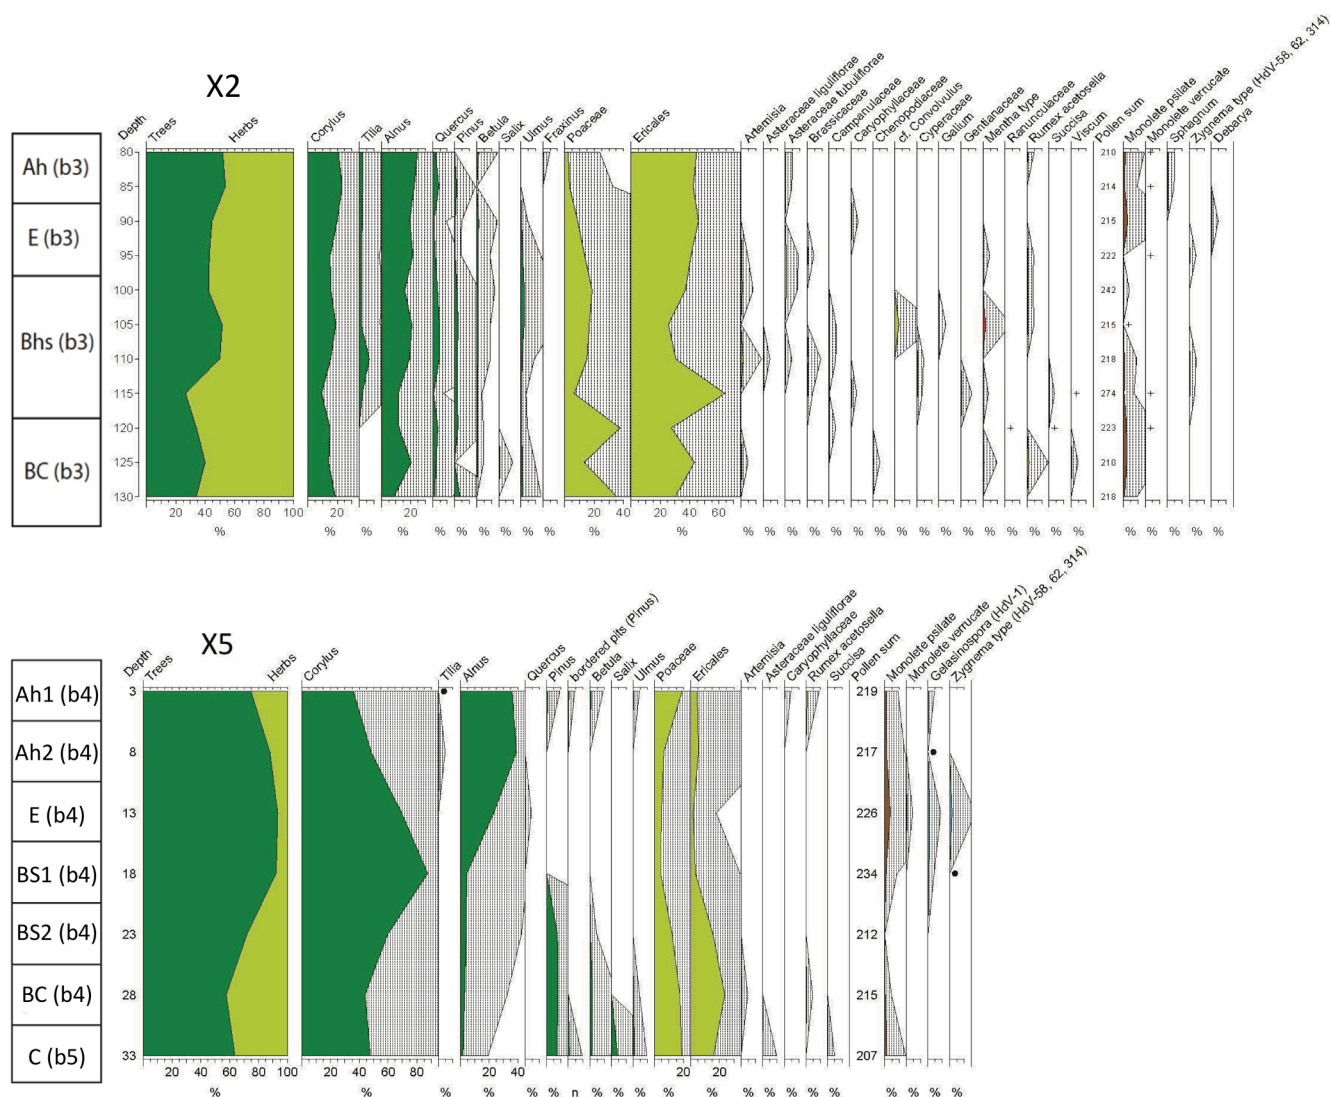 X2
Depth Trees Herbs Corylus Tilia Alnus Quercus Pinus Betula Salix Ulmus Fraxinus Poaceae Ericales Artemisia Asteraceae liguliflorae Asteraceae tubuliflorae Brassicaceae Campanulaceae Caryophyllaceae Chenopodiaceae cf. Convolvulus Cyperaceae Galium Gentianaceae Mentha type Ranunculaceae Rumex acetosella Succisa Viscum Pollen sum Monolete psilate Monolete verrucate Sphagnum Zygnema type (HdV-58, 62, 314) Debarya
Ah (b3)
E (b3)
Bhs (b3)
BC (b3)
80 210 +
85 214 +
90 215
95 222 +
100 242
105 215 +
110 218
115 + 274 +
120 + + 223 +
125 210
130 218
20 40 60 80 100 20 20 20 40 20 40 60
% % % % % % % % % % % % % % % % % % % % % % % % % % % % % % % % %
X5
Depth Trees Herbs Corylus Tilia Alnus Quercus Pinus bordered pits (Pinus) Betula Salix Ulmus Poaceae Ericales Artemisia Asteraceae liguliflorae Caryophyllaceae Rumex acetosella Succisa Pollen sum Monolete psilate Monolete verrucate Gelasinospora (HdV-1) Zygnema type (HdV-58, 62, 314)
Ah1 (b4)
Ah2 (b4)
E (b4)
BS1 (b4)
BS2 (b4)
BC (b4)
C (b5)
3 219
8 217
13 226
18 234
23 212
28 215
33 207
20 40 60 80 100 20 40 60 80 20 40 20 20
% % % % % % n % % % % % % % % % % % % % %